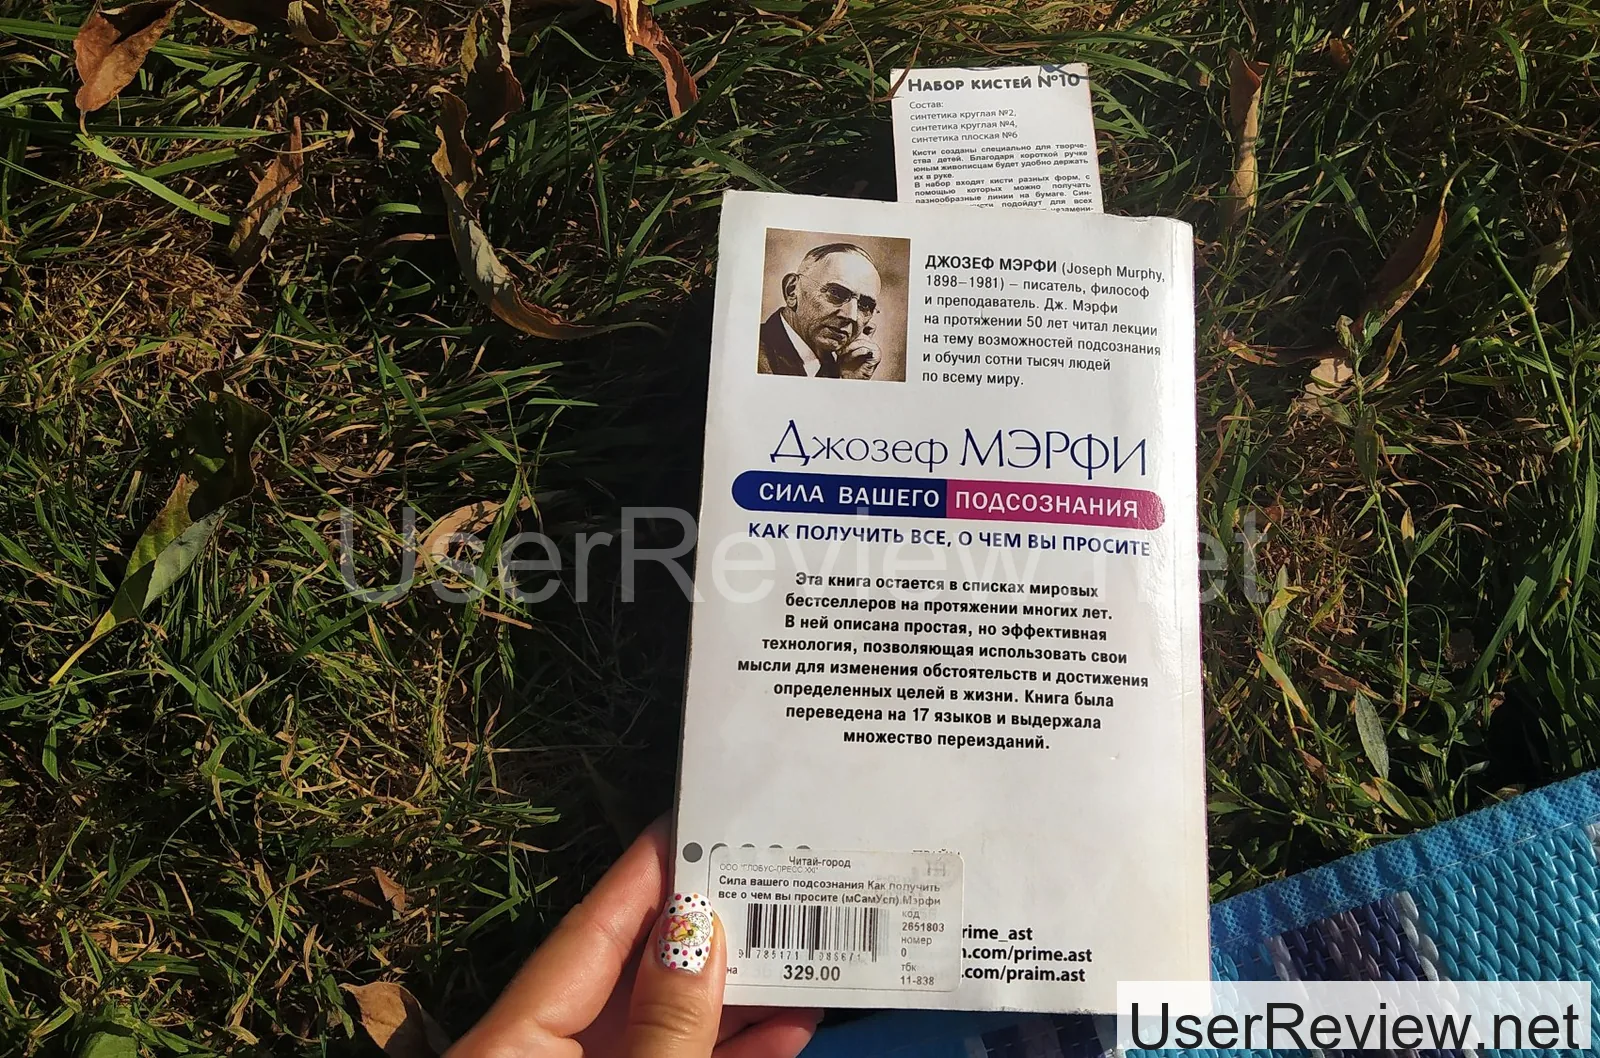 НАБОР КИСТЕЙ №10
Состав:
синтетика круглая №2,
синтетика круглая №4,
синтетика плоская №6
Кисти созданы специально для творче-
ства детей. Благодаря короткой ручке
юным живописцам будет удобно держать
их в руке.
В набор входят кисти разных форм, с
помощью которых можно получать
разнообразные линии на бумаге. Син-
подойдут для всех
ДЖОЗЕФ МЭРФИ (Joseph Murphy,
1898–1981) – писатель, философ
и преподаватель. Дж. Мэрфи
на протяжении 50 лет читал лекции
на тему возможностей подсознания
и обучил сотни тысяч людей
по всему миру.
Джозеф МЭРФИ
СИЛА ВАШЕГО ПОДСОЗНАНИЯ
КАК ПОЛУЧИТЬ ВСЕ, О ЧЕМ ВЫ ПРОСИТЕ
UserReview.net
Эта книга остается в списках мировых
бестселлеров на протяжении многих лет.
В ней описана простая, но эффективная
технология, позволяющая использовать свои
мысли для изменения обстоятельств и достижения
определенных целей в жизни. Книга была
переведена на 17 языков и выдержала
множество переизданий.
Читай-город
ООО "ГЛОБУС-ПРЕСС XXI"
Сила вашего подсознания Как получить
все о чем вы просите (мСамУсп) Мэрфи
код
2651803
номер
0
9 785171 086671
329.00
тбк
11-838
rime_ast
.com/prime.ast
.com/praim.ast
UserReview.net